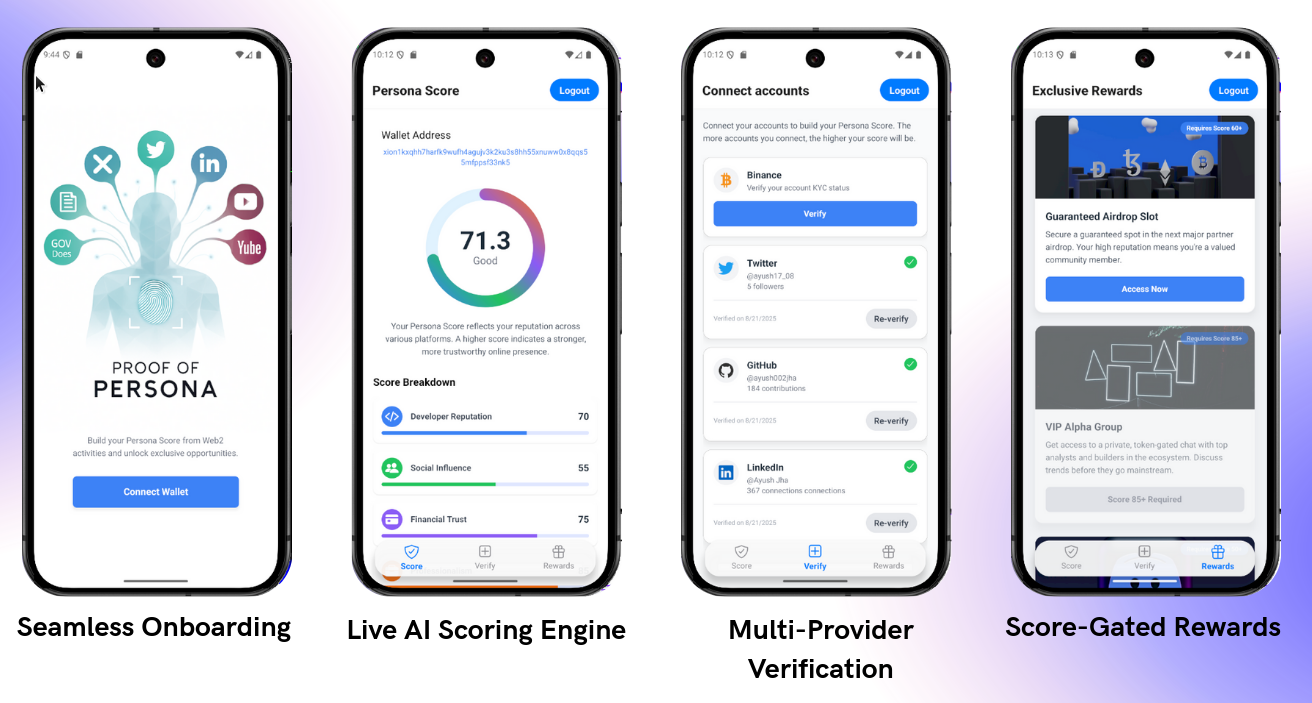 9:44
GOV
Does
Yube
PROOF OF
PERSONA
Build your Persona Score from Web2
activities and unlock exclusive opportunities.
Connect Wallet
Seamless Onboarding
10:12
Persona Score
Logout
Wallet Address
71.3
Good
Your Persona Score reflects your reputation across
various platforms. A higher score indicates a stronger,
more trustworthy online presence.
Score Breakdown
Developer Reputation 70
Social Influence 55
Financial Trust 75
Score Verify Rewards
Live AI Scoring Engine
10:12
Connect accounts
Logout
Connect your accounts to build your Persona Score. The
more accounts you connect, the higher your score will be.
Binance
Verify your account KYC status
Verify
Twitter
@ayush17_08
5 followers
Verified on 8/21/2025
Re-verify
GitHub
@ayush002jha
184 contributions
Verified on 8/21/2025
Re-verify
LinkedIn
@Ayush Jha
367 connections connections
Verified on 8/21/2025
Re-verify
Score Verify Rewards
Multi-Provider
Verification
10:13
Exclusive Rewards
Logout
Requires Score 60+
Guaranteed Airdrop Slot
Secure a guaranteed spot in the next major partner
airdrop. Your high reputation means you're a valued
community member.
Access Now
Requires Score 85+
VIP Alpha Group
Get access to a private, token-gated chat with top
analysts and builders in the ecosystem. Discuss
trends before they go mainstream.
Score 85+ Required
Score Verify Rewards
Score-Gated Rewards